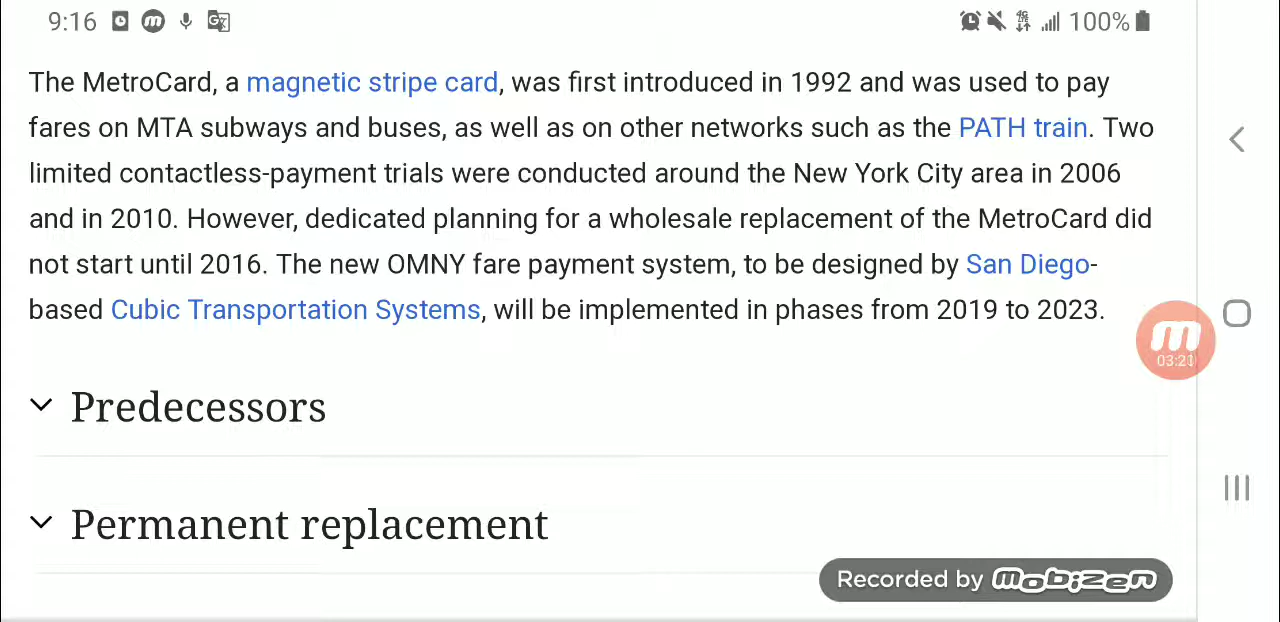 9:16 100%
The MetroCard, a magnetic stripe card, was first introduced in 1992 and was used to pay
fares on MTA subways and buses, as well as on other networks such as the PATH train. Two
limited contactless-payment trials were conducted around the New York City area in 2006
and in 2010. However, dedicated planning for a wholesale replacement of the MetroCard did
not start until 2016. The new OMNY fare payment system, to be designed by San Diego-
based Cubic Transportation Systems, will be implemented in phases from 2019 to 2023.
m
03:21
Predecessors
Permanent replacement
Recorded by mobizen